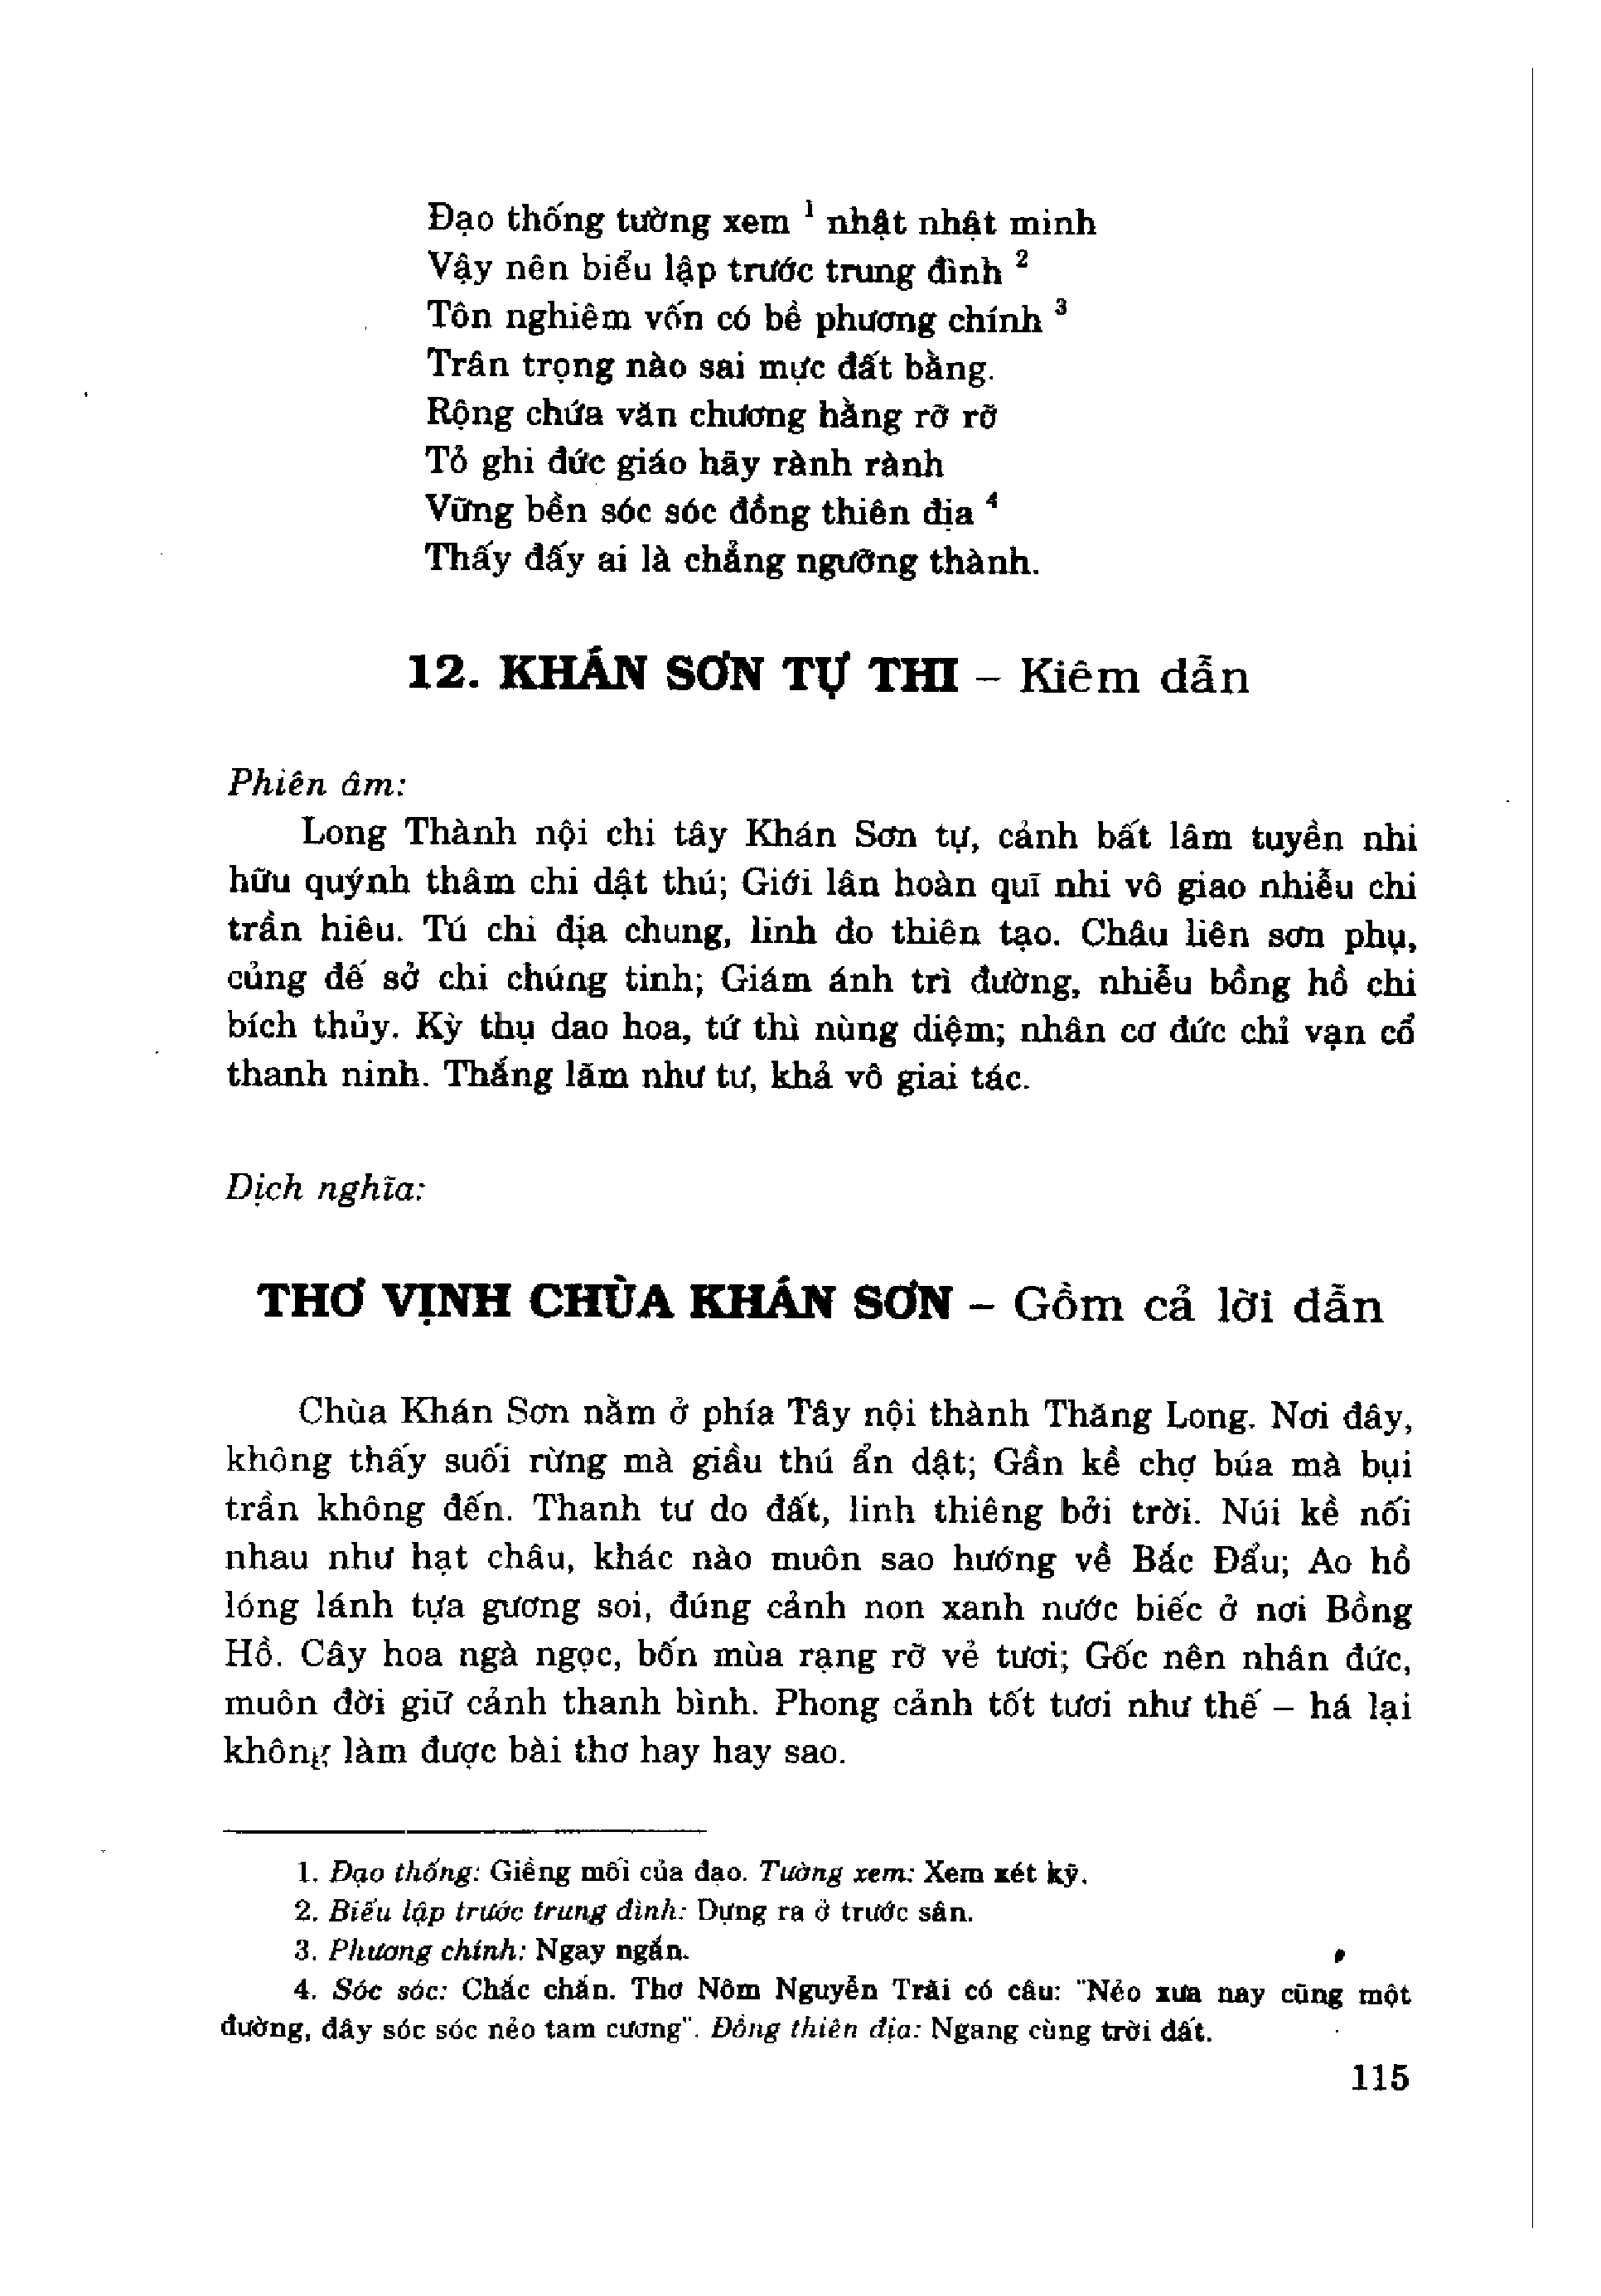 Đạo thống tường xem ¹ nhật nhật minh
Vậy nên biểu lập trước trung đình ²
Tôn nghiêm vốn có bề phương chính ³
Trân trọng nào sai mực đất bằng.
Rộng chứa văn chương hằng rỡ rỡ
Tỏ ghi đức giáo hãy rành rành
Vững bền sóc sóc đồng thiên địa ⁴
Thấy đấy ai là chẳng ngưỡng thành.
12. KHÁN SƠN TỰ THI – Kiêm dẫn
Phiên âm:
Long Thành nội chi tây Khán Sơn tự, cảnh bất lâm tuyền nhi
hữu quýnh thâm chi dật thú; Giới lân hoàn quĩ nhi vô giao nhiễu chi
trần hiêu. Tú chi địa chung, linh do thiên tạo. Châu liên sơn phụ,
củng đế sở chi chúng tinh; Giám ánh trì đường, nhiễu bồng hồ chi
bích thủy. Kỳ thụ dao hoa, tứ thì nùng diệm; nhân cơ đức chỉ vạn cổ
thanh ninh. Thắng lãm như tư, khả vô giai tác.
Dịch nghĩa:
THƠ VỊNH CHÙA KHÁN SƠN – Gồm cả lời dẫn
Chùa Khán Sơn nằm ở phía Tây nội thành Thăng Long. Nơi đây,
không thấy suối rừng mà giầu thú ẩn dật; Gần kề chợ búa mà bụi
trần không đến. Thanh tư do đất, linh thiêng bởi trời. Núi kề nối
nhau như hạt châu, khác nào muôn sao hướng về Bắc Đẩu; Ao hồ
lóng lánh tựa gương soi, đúng cảnh non xanh nước biếc ở nơi Bồng
Hồ. Cây hoa ngà ngọc, bốn mùa rạng rỡ vẻ tươi; Gốc nên nhân đức,
muôn đời giữ cảnh thanh bình. Phong cảnh tốt tươi như thế – há lại
không làm được bài thơ hay hay sao.
1. Đạo thống: Giềng mối của đạo. Tường xem: Xem xét kỹ.
2. Biểu lập trước trung đình: Dựng ra ở trước sân.
3. Phương chính: Ngay ngắn.
4. Sóc sóc: Chắc chắn. Thơ Nôm Nguyễn Trãi có câu: "Nẻo xưa nay cũng một
đường, đây sóc sóc nẻo tam cương". Đồng thiên địa: Ngang cùng trời đất.
115